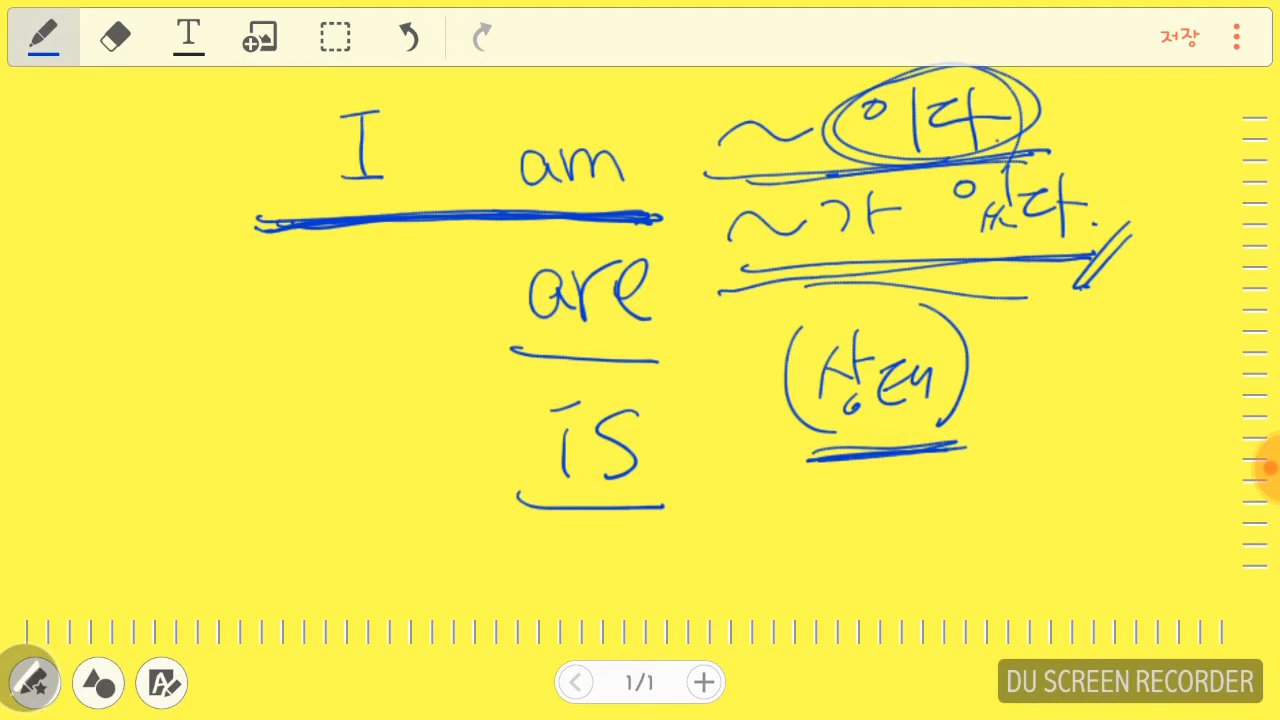 T 저장
I am ~이다.
~가 있다.
are
(상태)
is
1/1
DU SCREEN RECORDER